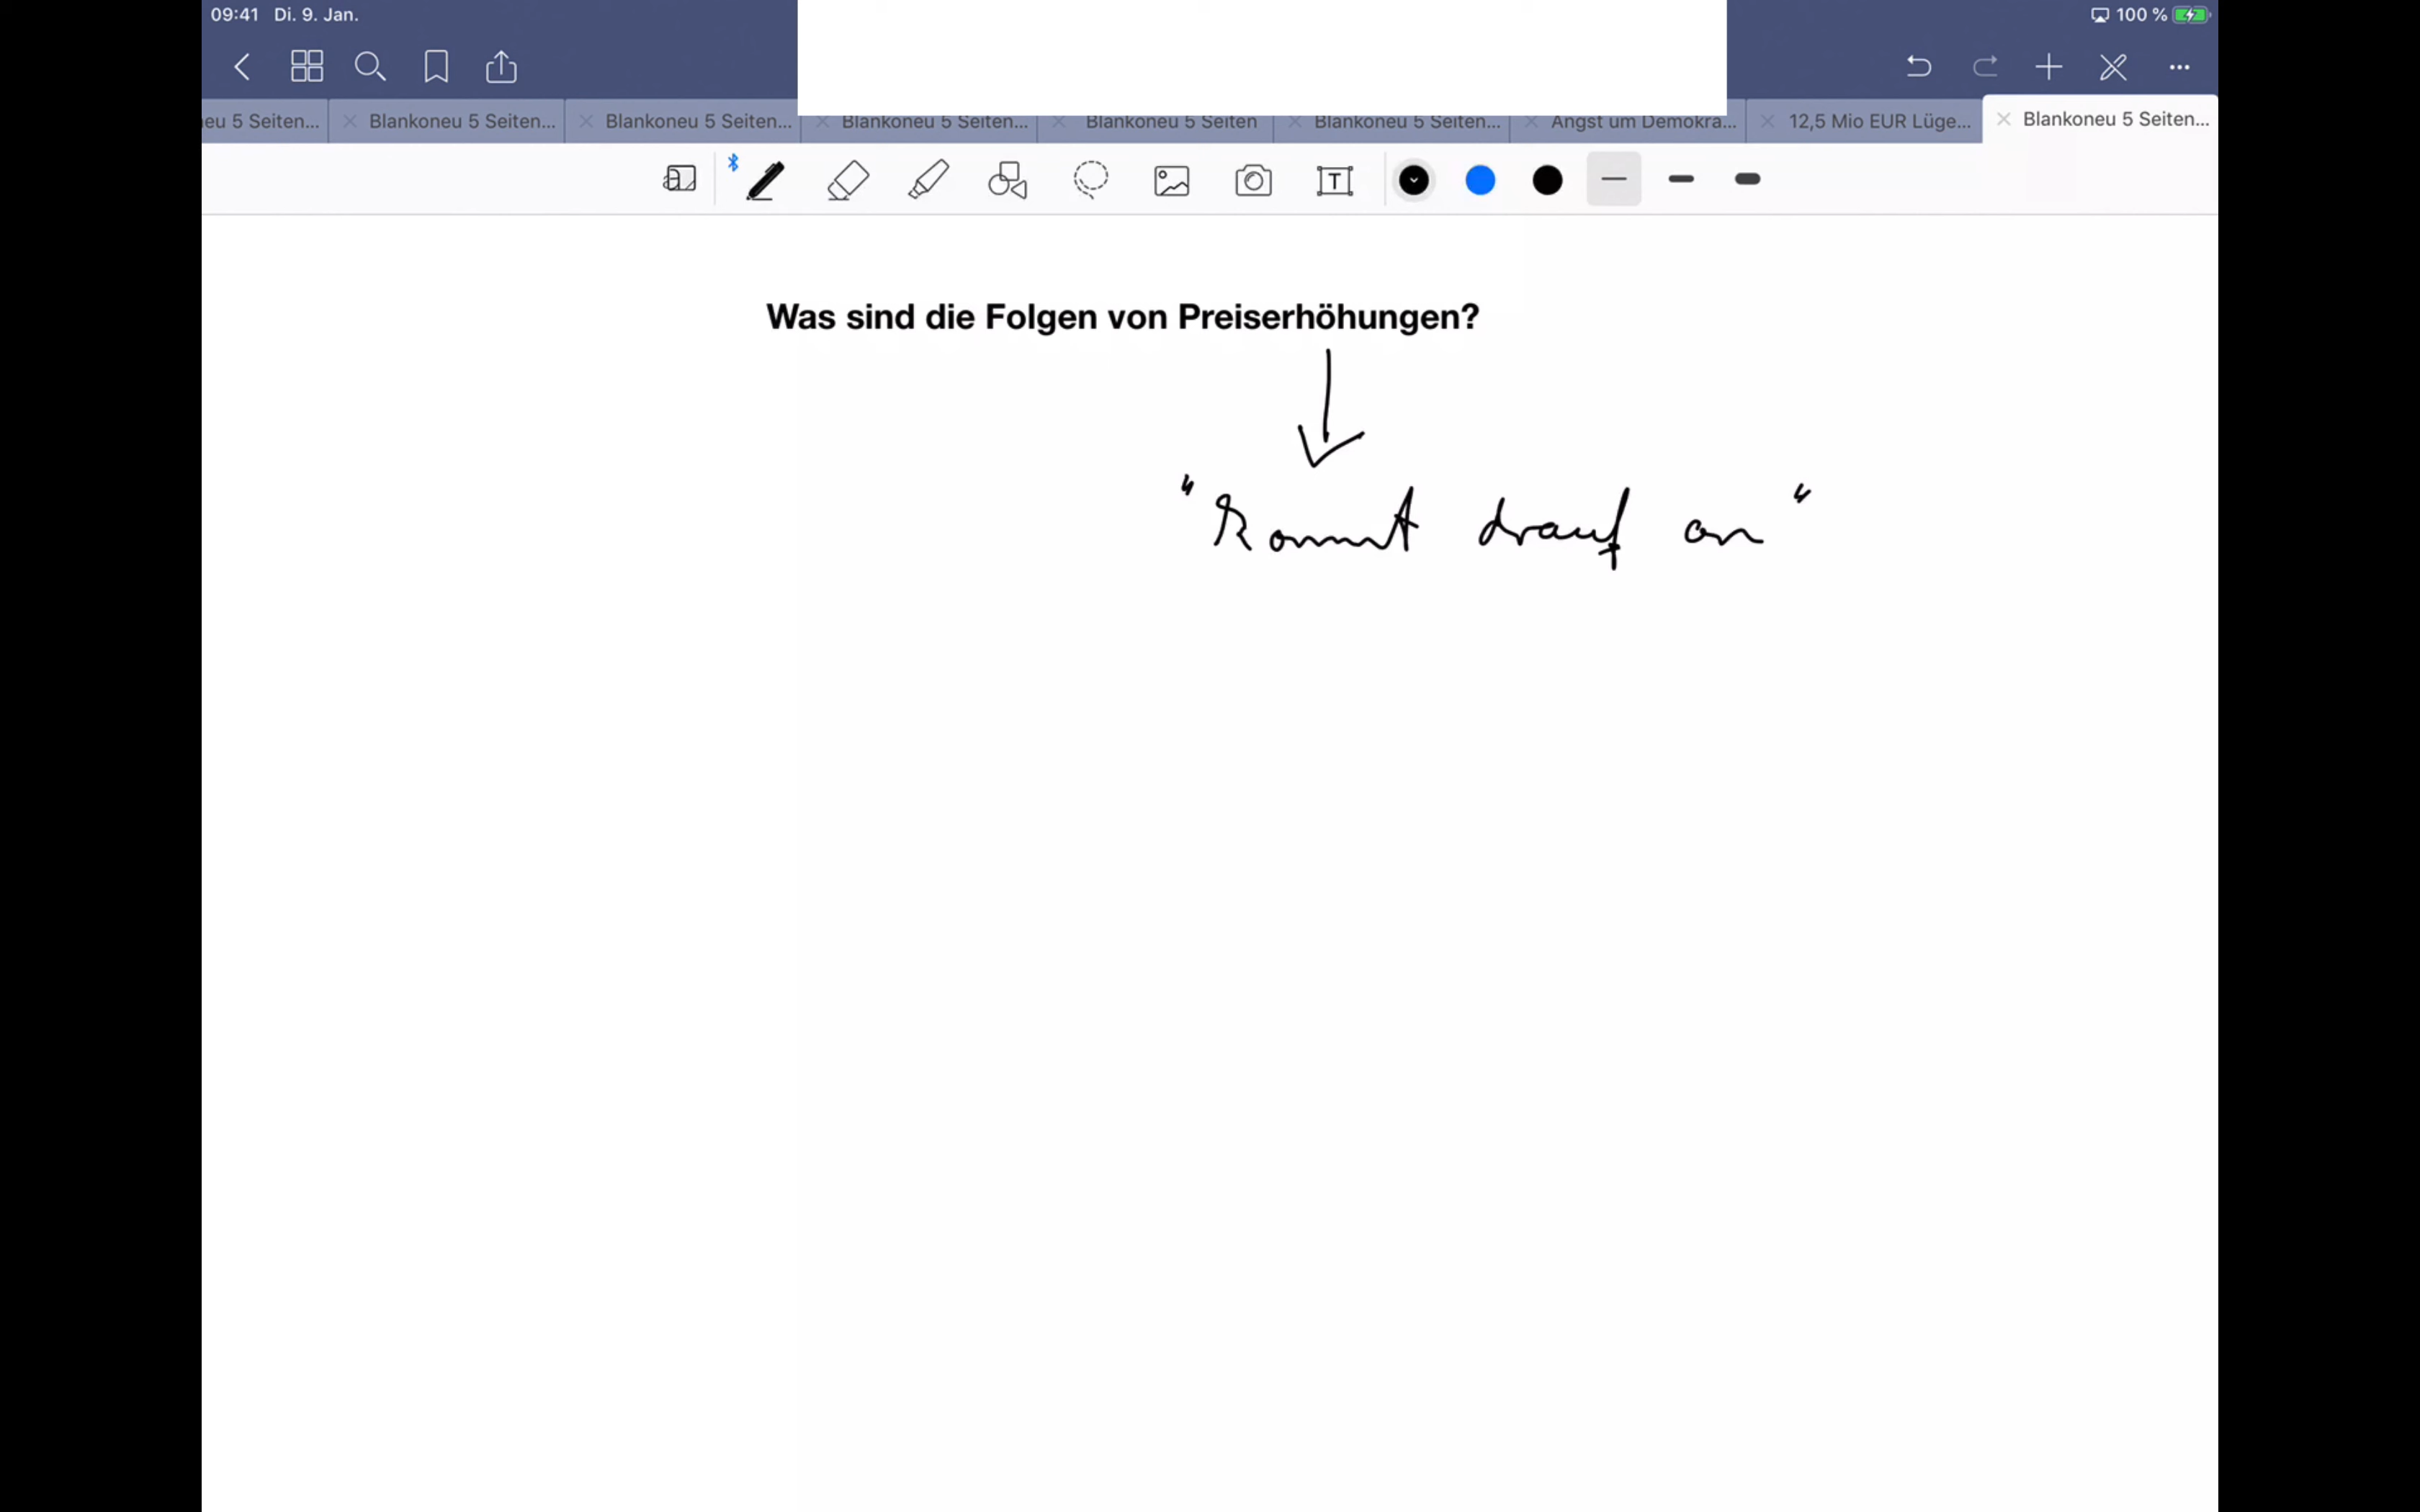 09:41 Di. 9. Jan.
100 %
eu 5 Seiten...
Blankoneu 5 Seiten...
Blankoneu 5 Seiten...
Blankoneu 5 Seiten...
Blankoneu 5 Seiten
Blankoneu 5 Seiten...
Angst um Demokra...
12,5 Mio EUR Lüge...
Blankoneu 5 Seiten...
Was sind die Folgen von Preiserhöhungen?
"Kommt drauf an"